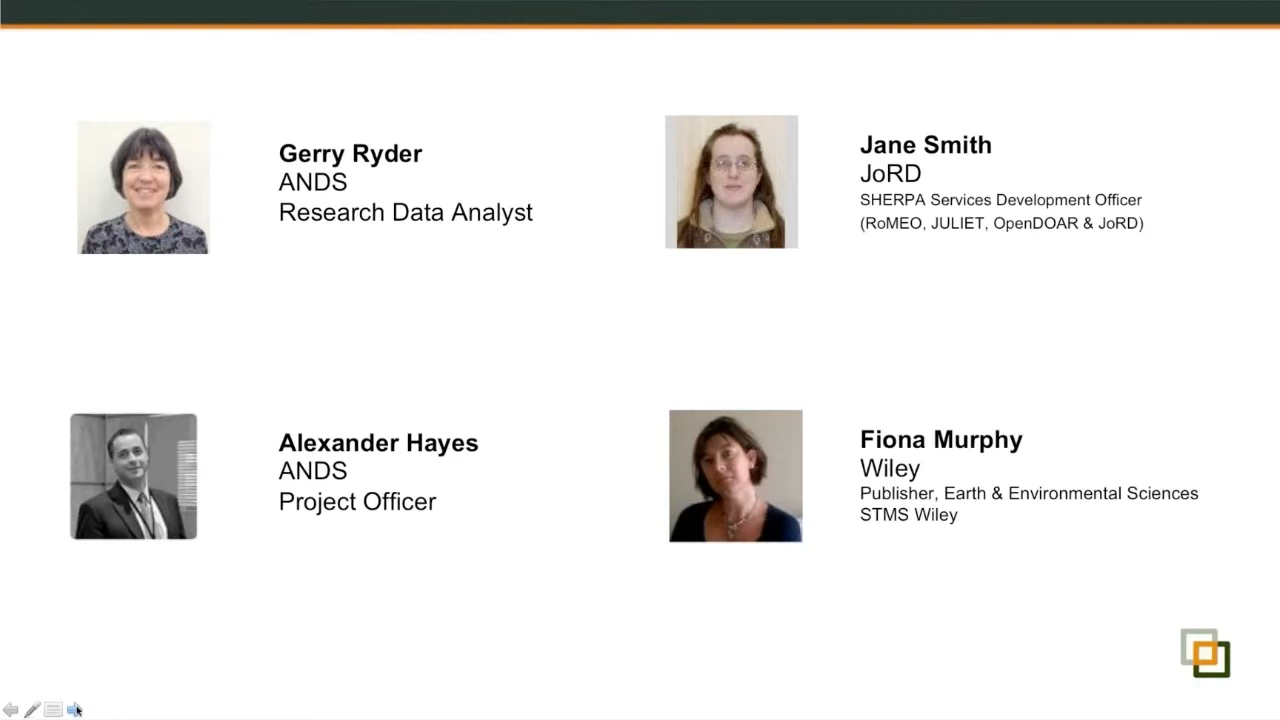 Gerry Ryder
ANDS
Research Data Analyst
Jane Smith
JoRD
SHERPA Services Development Officer
(RoMEO, JULIET, OpenDOAR & JoRD)
Alexander Hayes
ANDS
Project Officer
Fiona Murphy
Wiley
Publisher, Earth & Environmental Sciences
STMS Wiley